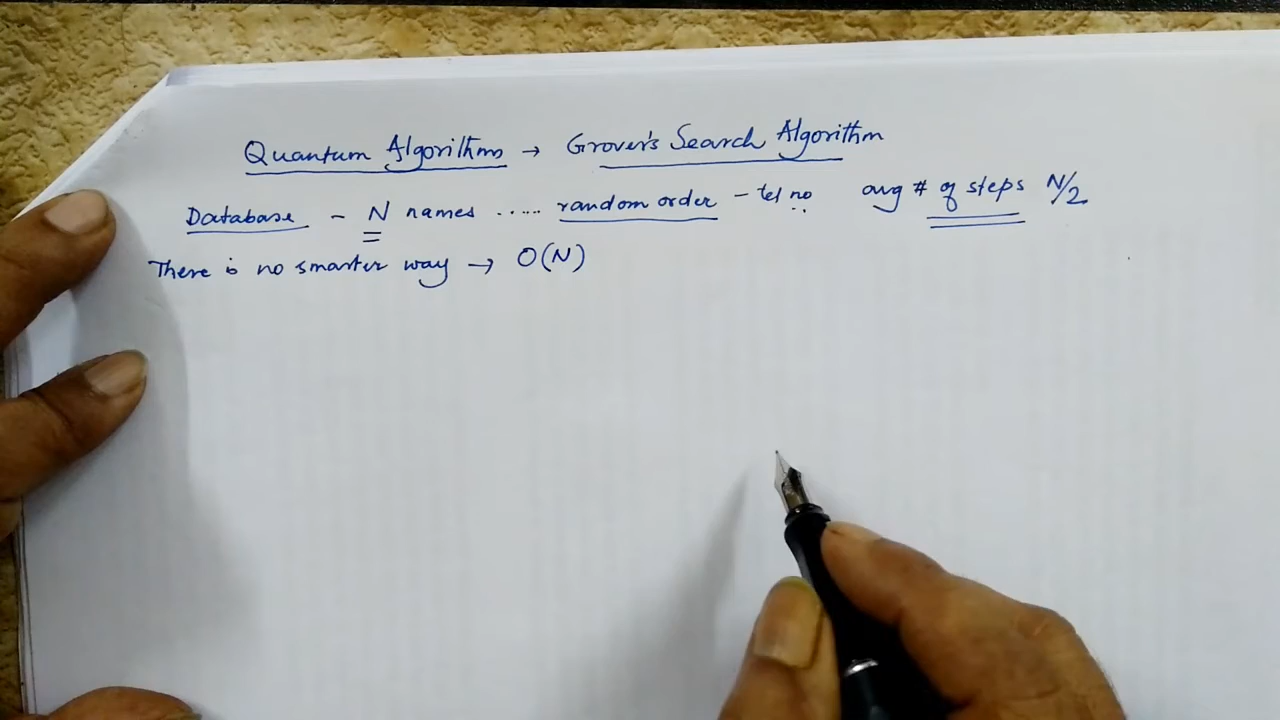 Quantum Algorithms → Grover's Search Algorithm
Database - N names ..... random order - tel no avg # of steps N/2
There is no smarter way → O(N)